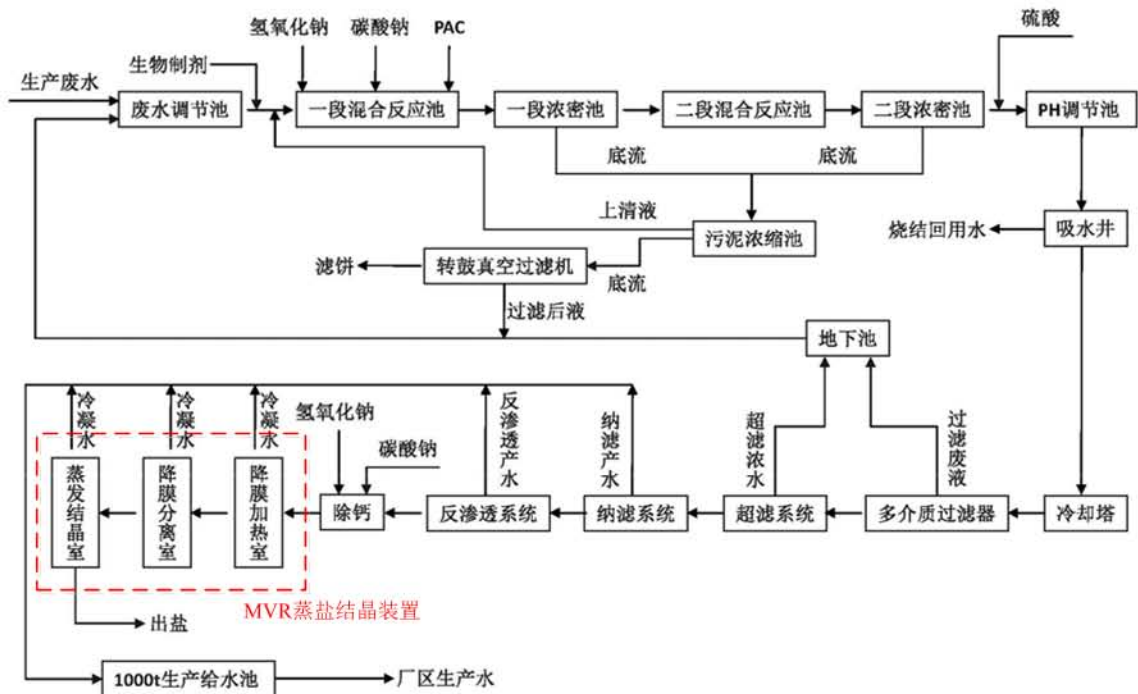 氢氧化钠
碳酸钠
PAC
硫酸
生物制剂
生产废水
废水调节池
一段混合反应池
一段浓密池
二段混合反应池
二段浓密池
PH调节池
底流
底流
上清液
污泥浓缩池
烧结回用水
吸水井
滤饼
转鼓真空过滤机
底流
过滤后液
地下池
冷凝水
冷凝水
冷凝水
氢氧化钠
碳酸钠
反渗透产水
纳滤产水
超滤浓水
过滤废液
蒸发结晶室
降膜分离室
降膜加热室
除钙
反渗透系统
纳滤系统
超滤系统
多介质过滤器
冷却塔
MVR蒸盐结晶装置
出盐
1000t生产给水池
厂区生产水